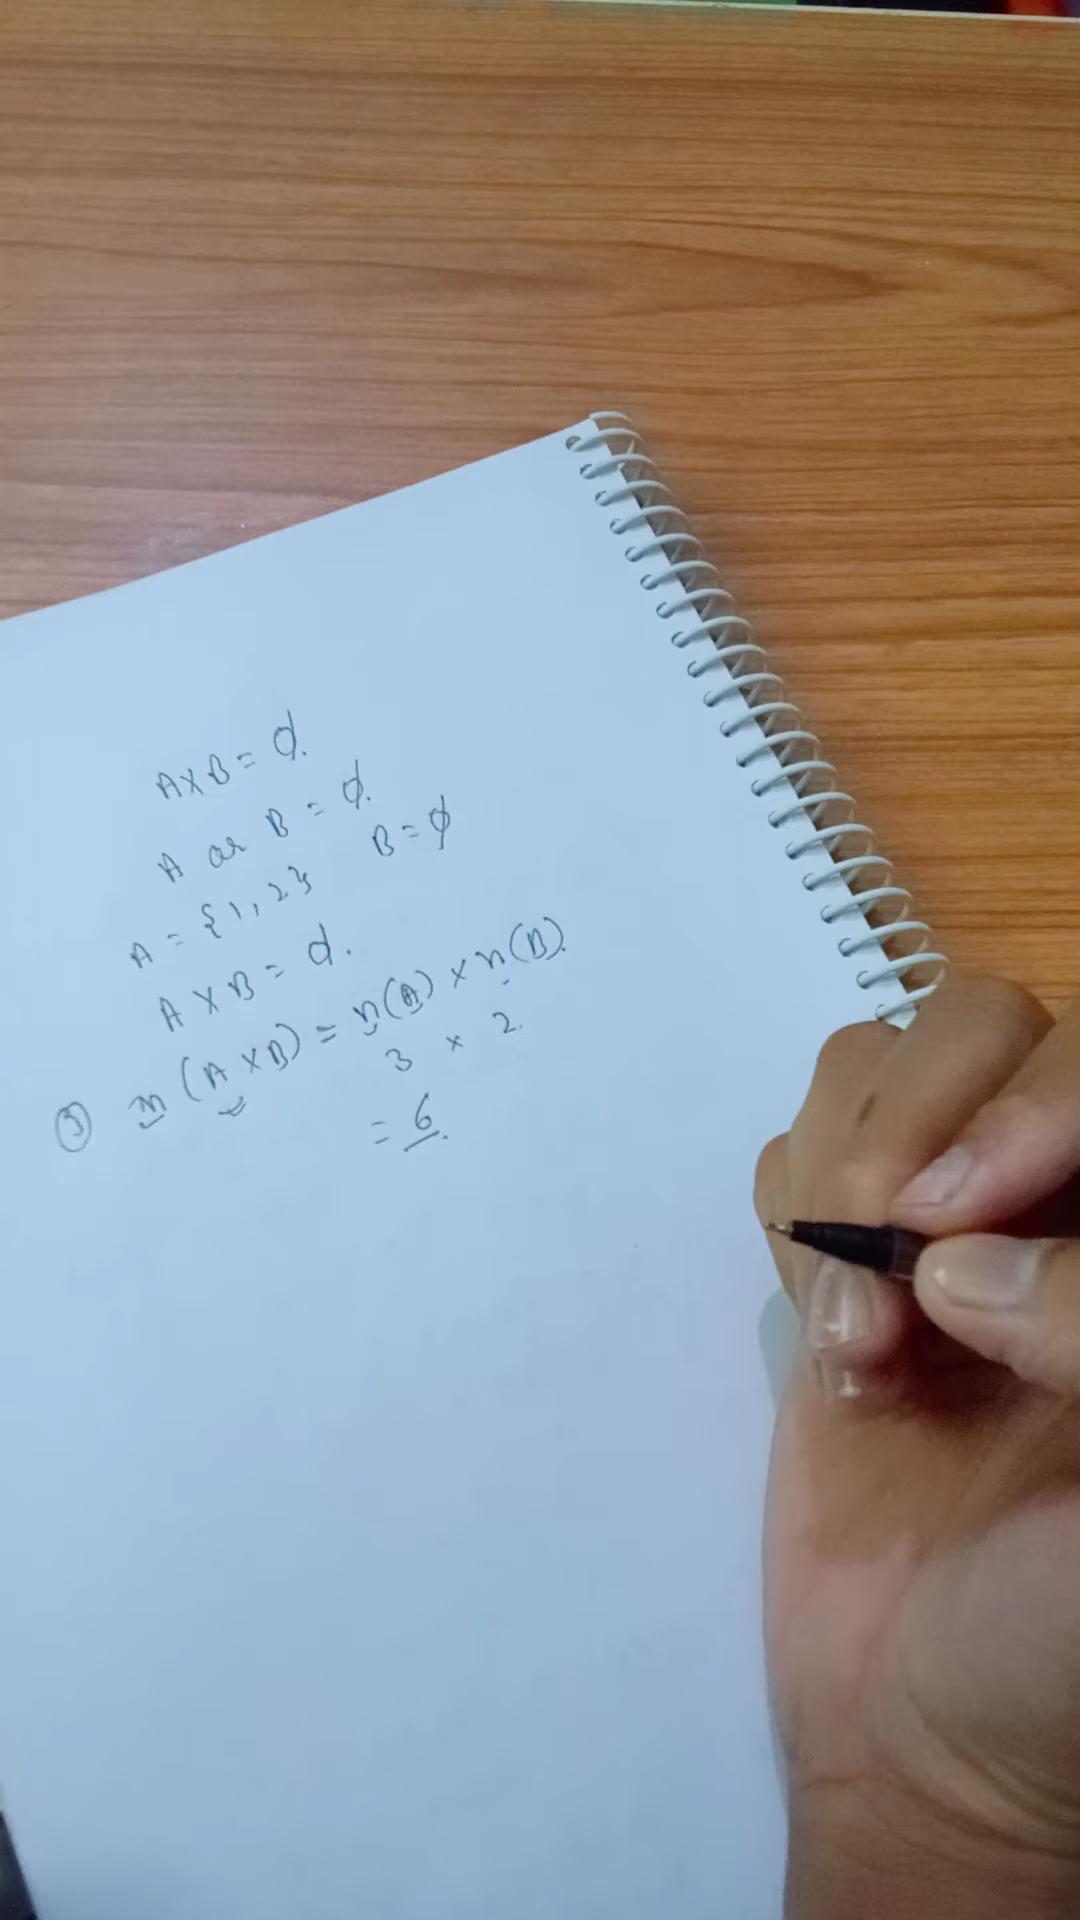 A×B = ϕ.
A or B = ϕ.
A = {1, 2} B = ϕ
A × B = ϕ.
③ n (A × B) = n(A) × n(B).
3 × 2.
= 6.